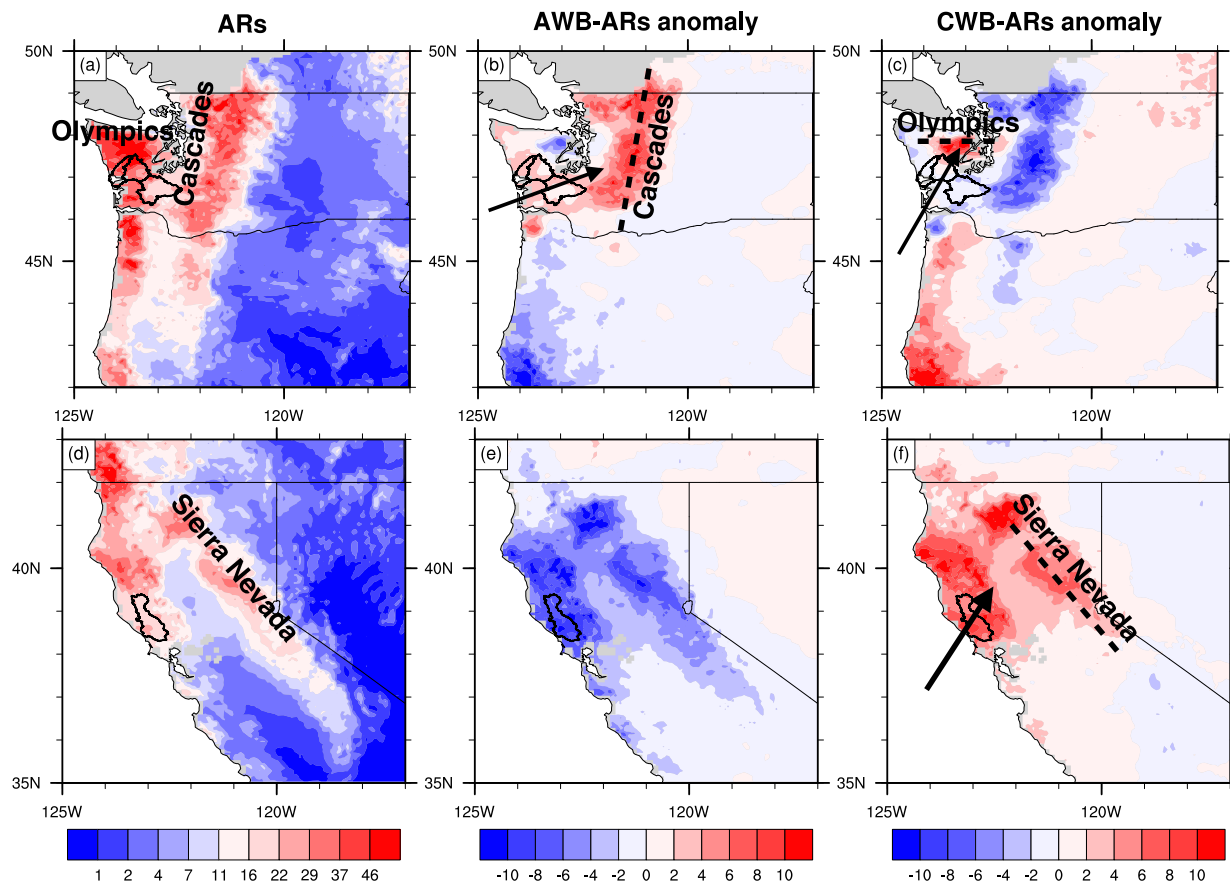 ARs
AWB-ARs anomaly
CWB-ARs anomaly
50N
(a)
Olympics
Cascades
45N
125W
120W
50N
(b)
Cascades
45N
125W
120W
50N
(c)
Olympics
45N
125W
120W
(d)
Sierra Nevada
40N
35N
125W
120W
(e)
40N
35N
125W
120W
(f)
Sierra Nevada
40N
35N
125W
120W
1 2 4 7 11 16 22 29 37 46
-10 -8 -6 -4 -2 0 2 4 6 8 10
-10 -8 -6 -4 -2 0 2 4 6 8 10